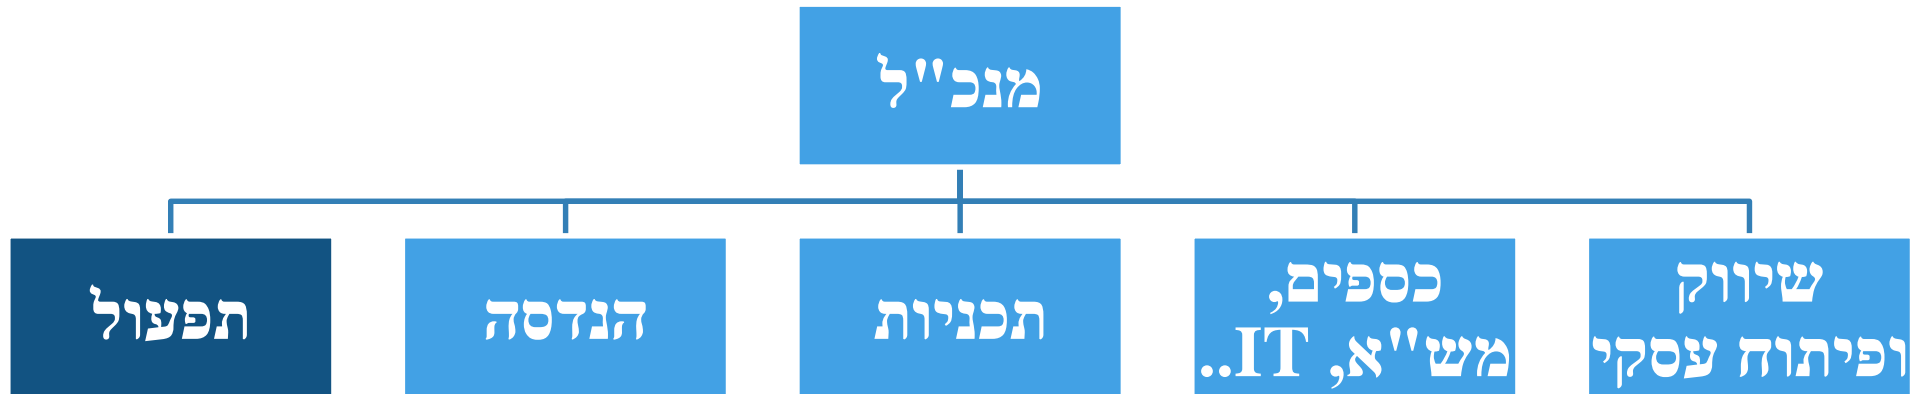 מנכ"ל
שיווק
ופיתוח עסקי
כספים,
מש"א, IT..
תכניות
הנדסה
תפעול